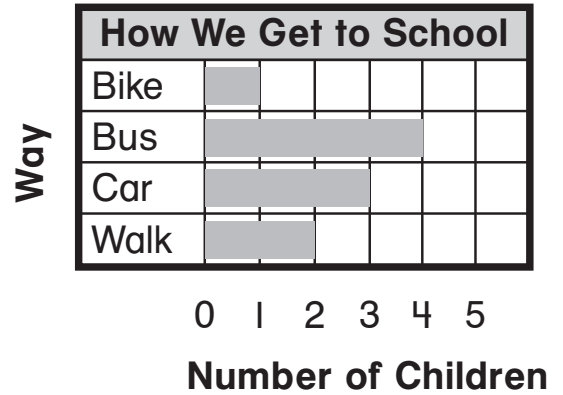 How We Get to School
Way
Bike
Bus
Car
Walk
0 1 2 3 4 5
Number of Children